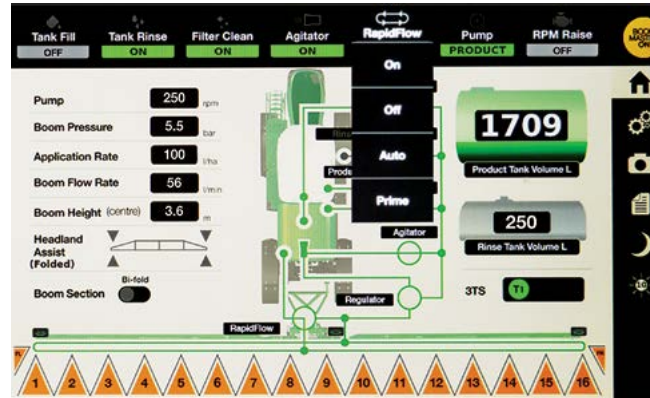 Tank Fill
OFF
Tank Rinse
ON
Filter Clean
ON
Agitator
ON
RapidFlow
On
Off
Auto
Prime
Pump
PRODUCT
RPM Raise
OFF
BOOM
MASTER
ON
Pump 250 rpm
Boom Pressure 5.5 bar
Application Rate 100 l/ha
Boom Flow Rate 56 l/min
Boom Height (centre) 3.6 m
Headland
Assist
(Folded)
Bi-fold
Boom Section
Agitator
Regulator
RapidFlow
1709
Product Tank Volume L
250
Rinse Tank Volume L
3TS T1
1 2 3 4 5 6 7 8 9 10 11 12 13 14 15 16